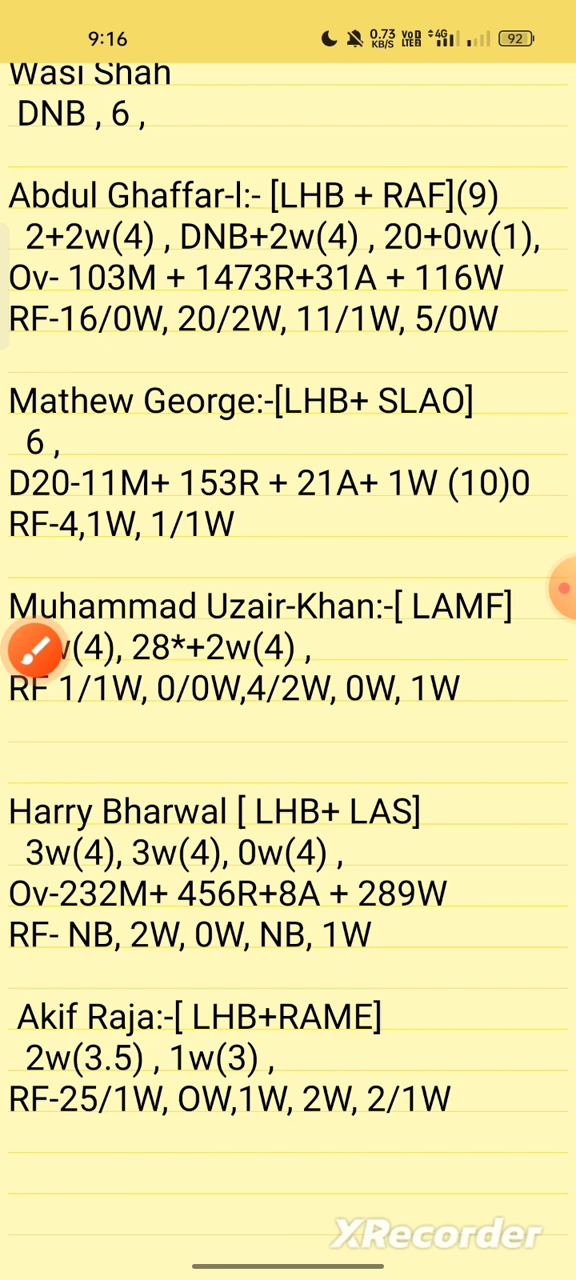 9:16 0.73 KB/S Vo LTE 4G 92
Wasi Shah
DNB , 6 ,
Abdul Ghaffar-I:- [LHB + RAF](9)
2+2w(4) , DNB+2w(4) , 20+0w(1),
Ov- 103M + 1473R+31A + 116W
RF-16/0W, 20/2W, 11/1W, 5/0W
Mathew George:-[LHB+ SLAO]
6 ,
D20-11M+ 153R + 21A+ 1W (10)0
RF-4,1W, 1/1W
Muhammad Uzair-Khan:-[ LAMF]
(4), 28*+2w(4) ,
RF 1/1W, 0/0W,4/2W, 0W, 1W
Harry Bharwal [ LHB+ LAS]
3w(4), 3w(4), 0w(4) ,
Ov-232M+ 456R+8A + 289W
RF- NB, 2W, 0W, NB, 1W
Akif Raja:-[ LHB+RAME]
2w(3.5) , 1w(3) ,
RF-25/1W, OW,1W, 2W, 2/1W
XRecorder